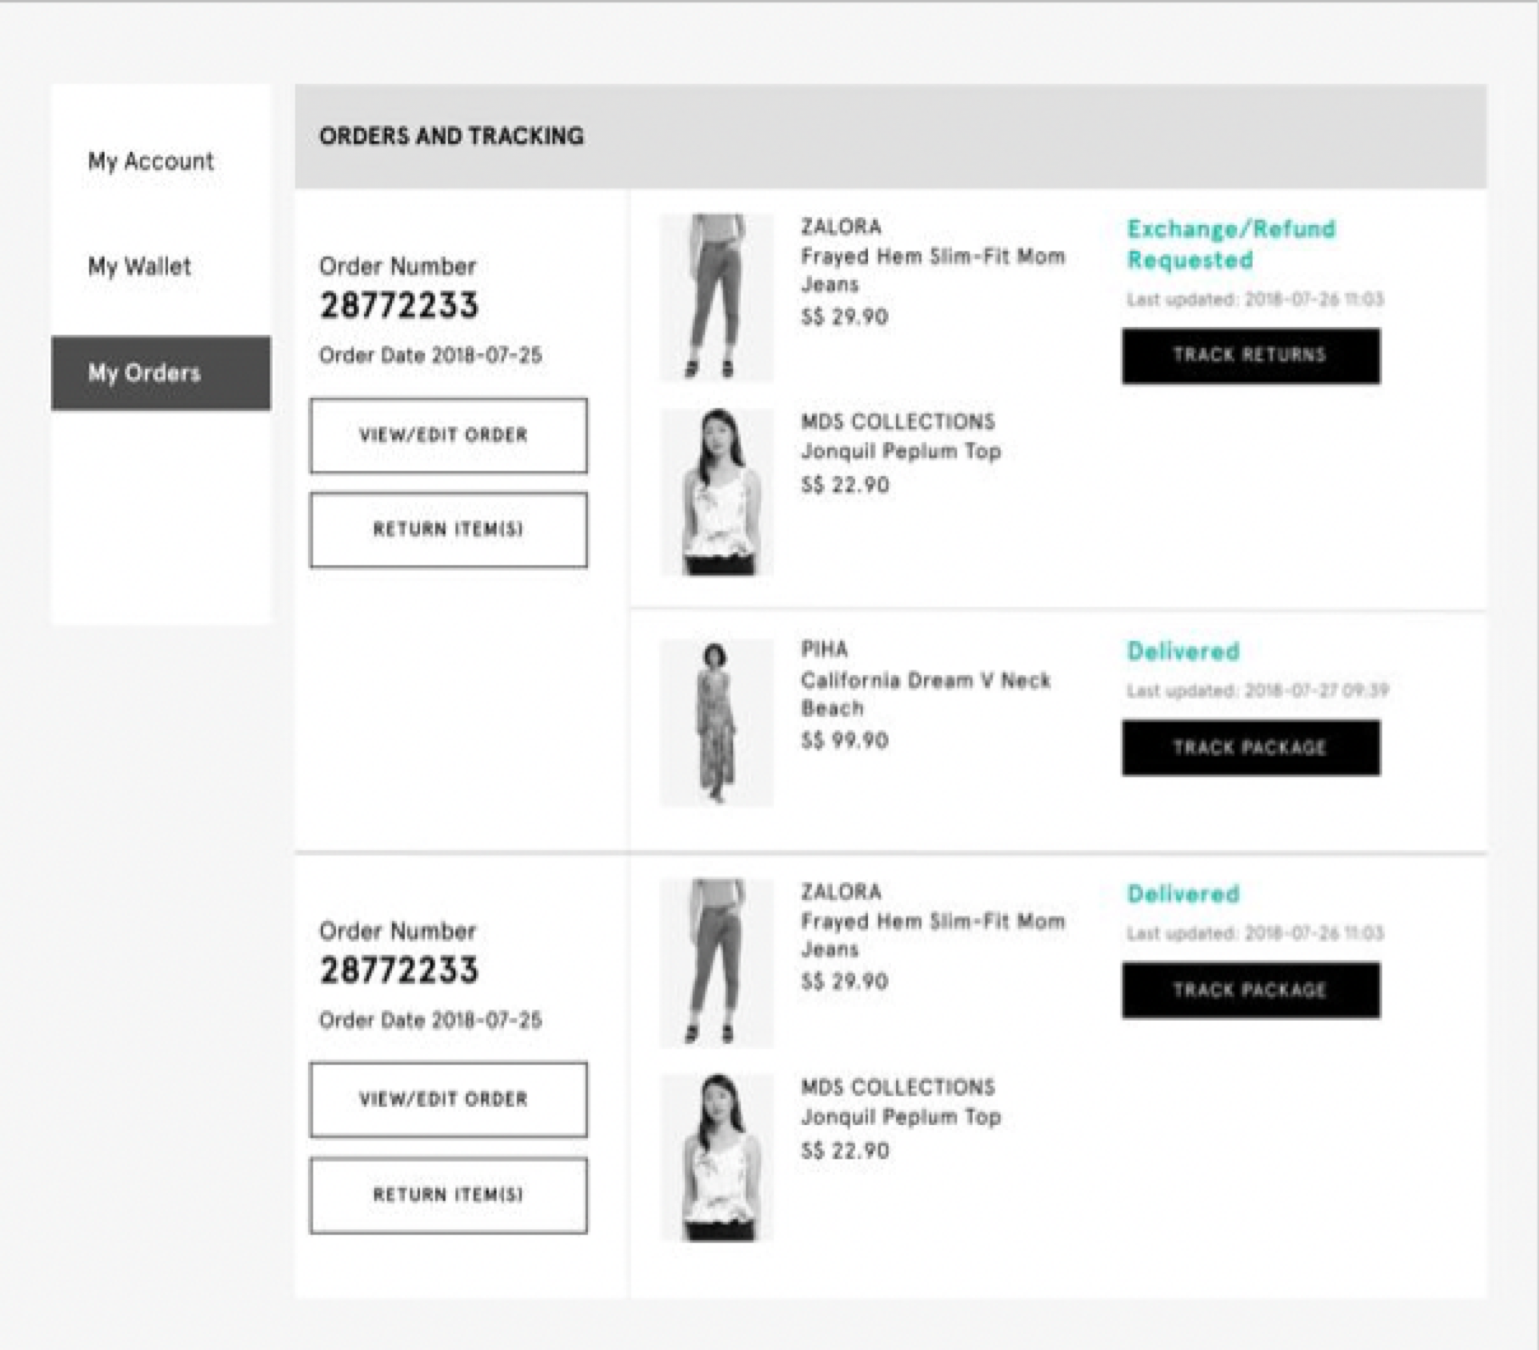 My Account
My Wallet
My Orders
ORDERS AND TRACKING
Order Number
28772233
Order Date 2018-07-25
VIEW/EDIT ORDER
RETURN ITEM(S)
ZALORA
Frayed Hem Slim-Fit Mom
Jeans
S$ 29.90
Exchange/Refund
Requested
Last updated: 2018-07-26 11:03
TRACK RETURNS
MDS COLLECTIONS
Jonquil Peplum Top
S$ 22.90
PIHA
California Dream V Neck
Beach
S$ 99.90
Delivered
Last updated: 2018-07-27 09:39
TRACK PACKAGE
Order Number
28772233
Order Date 2018-07-25
VIEW/EDIT ORDER
RETURN ITEM(S)
ZALORA
Frayed Hem Slim-Fit Mom
Jeans
S$ 29.90
Delivered
Last updated: 2018-07-26 11:03
TRACK PACKAGE
MDS COLLECTIONS
Jonquil Peplum Top
S$ 22.90